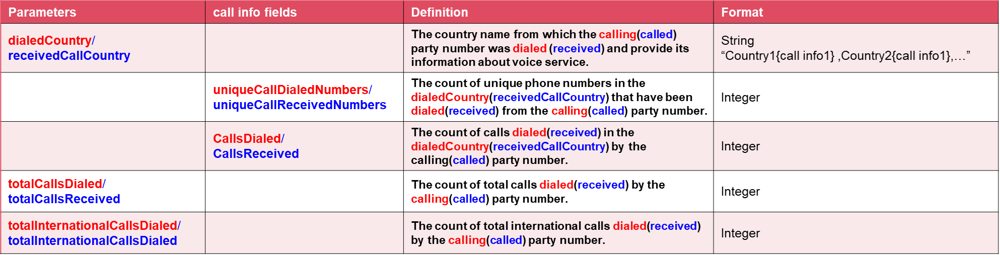 Parameters
call info fields
Definition
Format
dialedCountry/
receivedCallCountry
The country name from which the calling(called)
party number was dialed (received) and provide its
information about voice service.
String
“Country1{call info1} ,Country2{call info1},…”
uniqueCallDialedNumbers/
uniqueCallReceivedNumbers
The count of unique phone numbers in the
dialedCountry(receivedCallCountry) that have been
dialed(received) from the calling(called) party number.
Integer
CallsDialed/
CallsReceived
The count of calls dialed(received) in the
dialedCountry(receivedCallCountry) by the
calling(called) party number.
Integer
totalCallsDialed/
totalCallsReceived
The count of total calls dialed(received) by the
calling(called) party number.
Integer
totalInternationalCallsDialed/
totalInternationalCallsDialed
The count of total international calls dialed(received)
by the calling(called) party number.
Integer